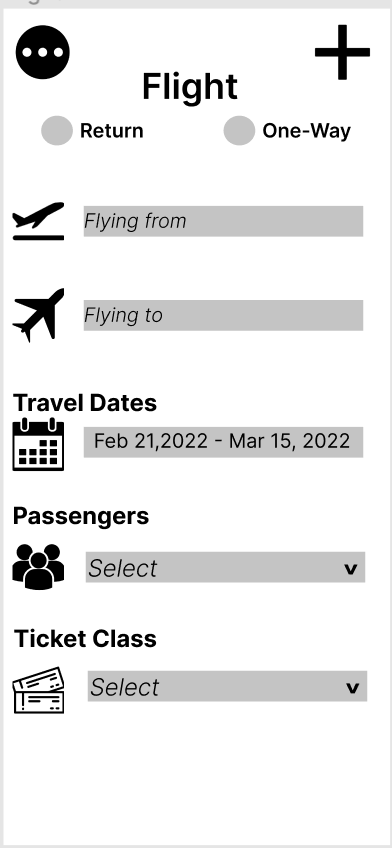 Flight
Return One-Way
Flying from
Flying to
Travel Dates
Feb 21,2022 - Mar 15, 2022
Passengers
Select v
Ticket Class
Select v